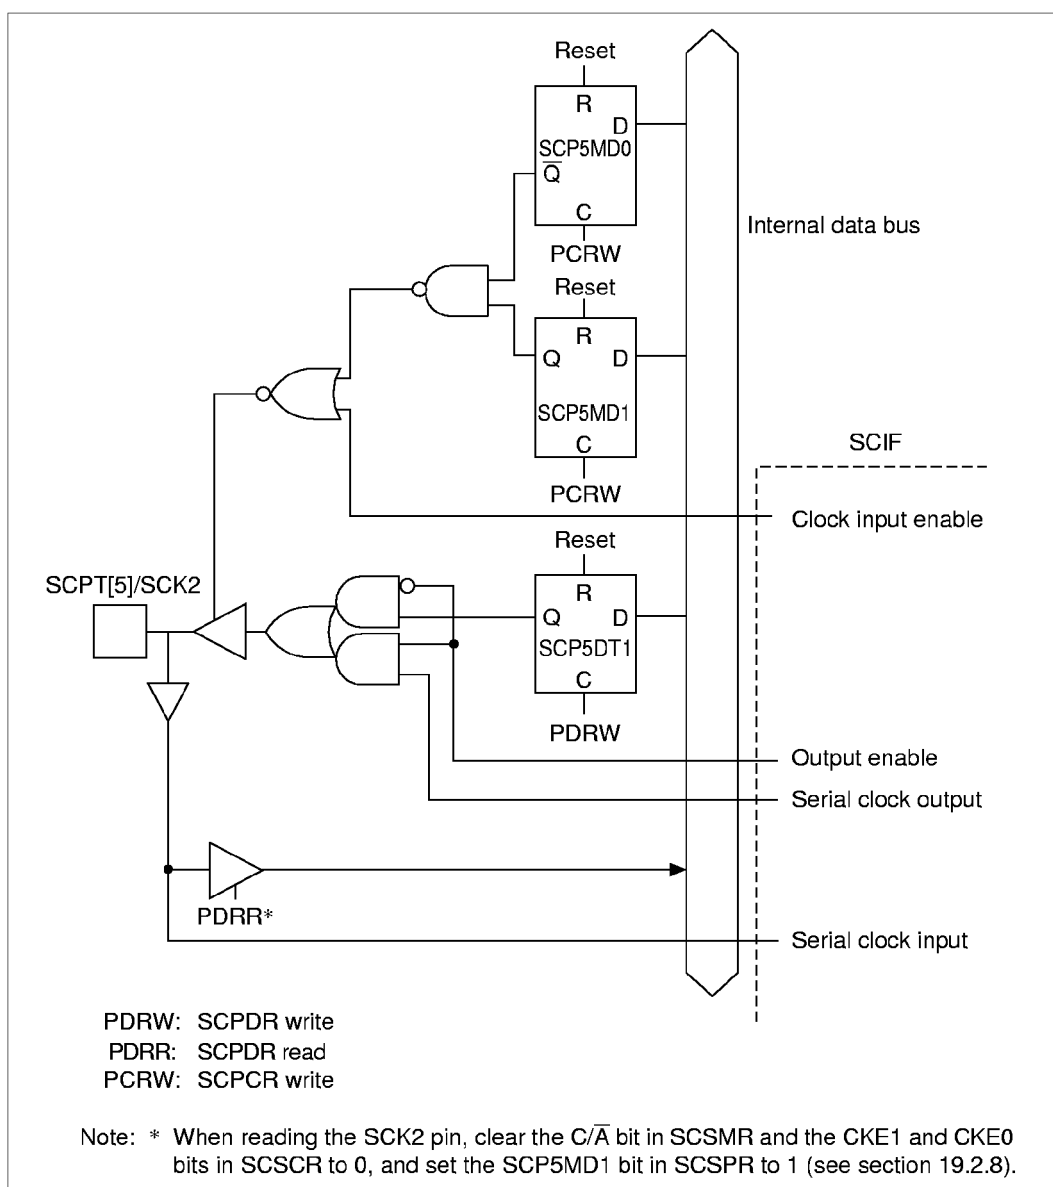 Reset
R
D
SCP5MD0
Q̅
C
PCRW
Internal data bus
Reset
R
Q
D
SCP5MD1
C
PCRW
SCIF
Clock input enable
Reset
SCPT[5]/SCK2
R
Q
D
SCP5DT1
C
PDRW
Output enable
Serial clock output
PDRR*
Serial clock input
PDRW: SCPDR write
PDRR: SCPDR read
PCRW: SCPCR write
Note: * When reading the SCK2 pin, clear the C/A̅ bit in SCSMR and the CKE1 and CKE0
bits in SCSCR to 0, and set the SCP5MD1 bit in SCSPR to 1 (see section 19.2.8).